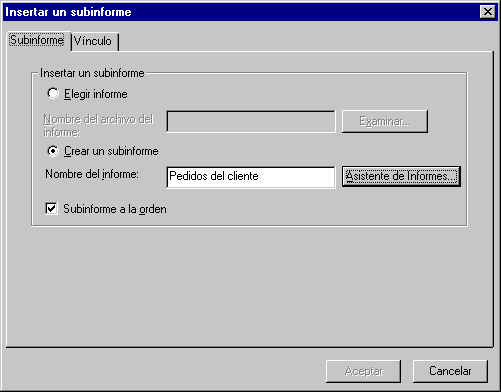 Insertar un subinforme
Subinforme
Vínculo
Insertar un subinforme
Elegir informe
Nombre del archivo del
informe:
Examinar...
Crear un subinforme
Nombre del informe:
Pedidos del cliente
Asistente de Informes...
Subinforme a la orden
Aceptar
Cancelar